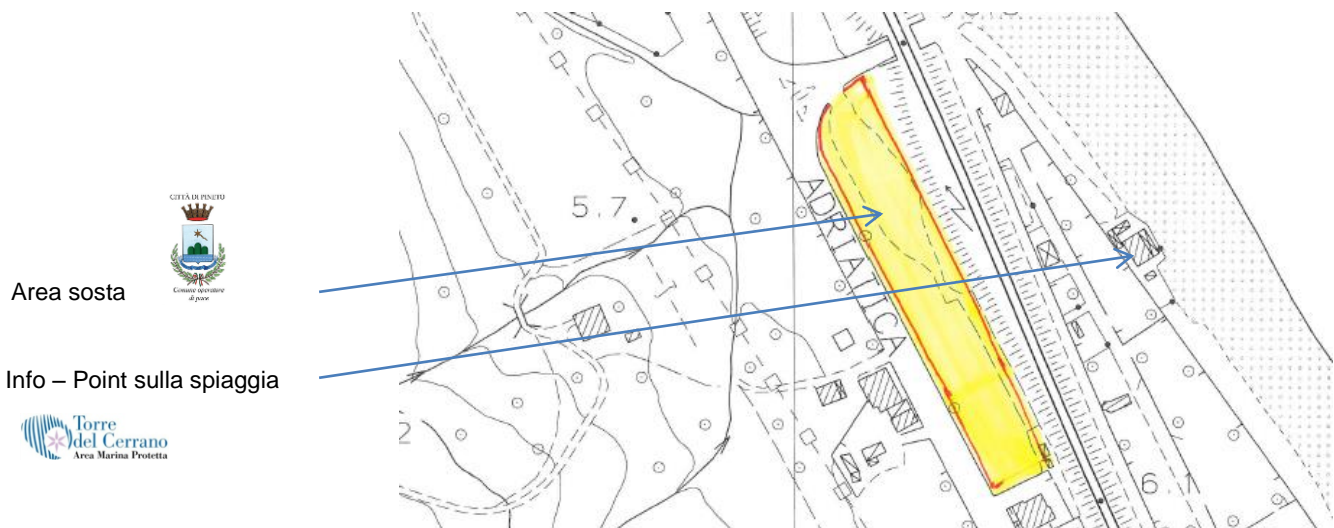 CITTÀ DI PINETO
Comune operatore
di pace
Area sosta
Info – Point sulla spiaggia
Torre
del Cerrano
Area Marina Protetta
5.7
ADRIATICA
2
6.1